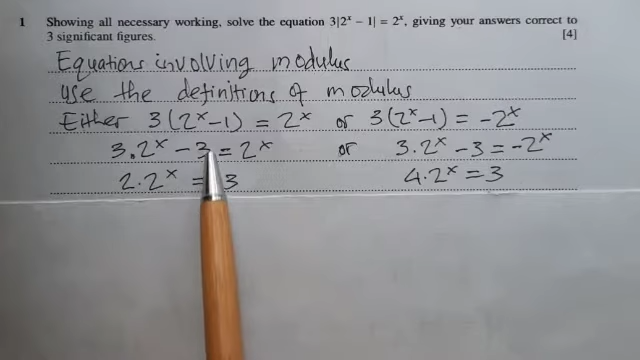 1 Showing all necessary working, solve the equation 3|2ˣ − 1| = 2ˣ, giving your answers correct to
3 significant figures. [4]
Equations involving modulus
use the definitions of modulus
Either 3(2ˣ−1) = 2ˣ or 3(2ˣ−1) = −2ˣ
3.2ˣ − 3 = 2ˣ or 3.2ˣ − 3 = −2ˣ
2.2ˣ = 3 4.2ˣ = 3